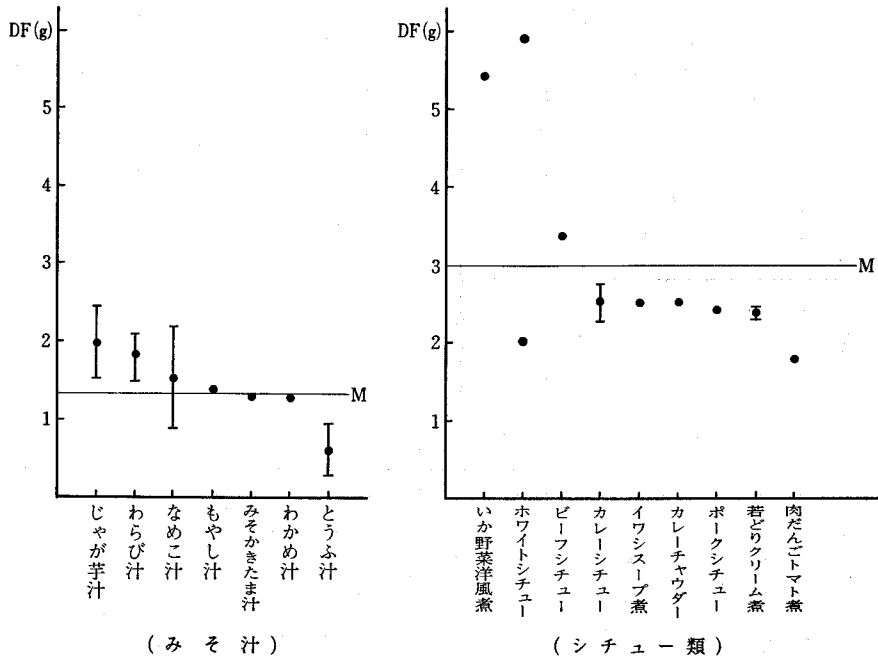 DF(g)
5
4
3
2
1
M
じゃが芋汁
わらび汁
なめこ汁
もやし汁
みそかきたま汁
わかめ汁
とうふ汁
(みそ汁)
DF(g)
5
4
3
2
1
M
いか野菜洋風煮
ホワイトシチュー
ビーフシチュー
カレーシチュー
イワシスープ煮
カレーチャウダー
ポークシチュー
若どりクリーム煮
肉だんごトマト煮
(シチュー類)